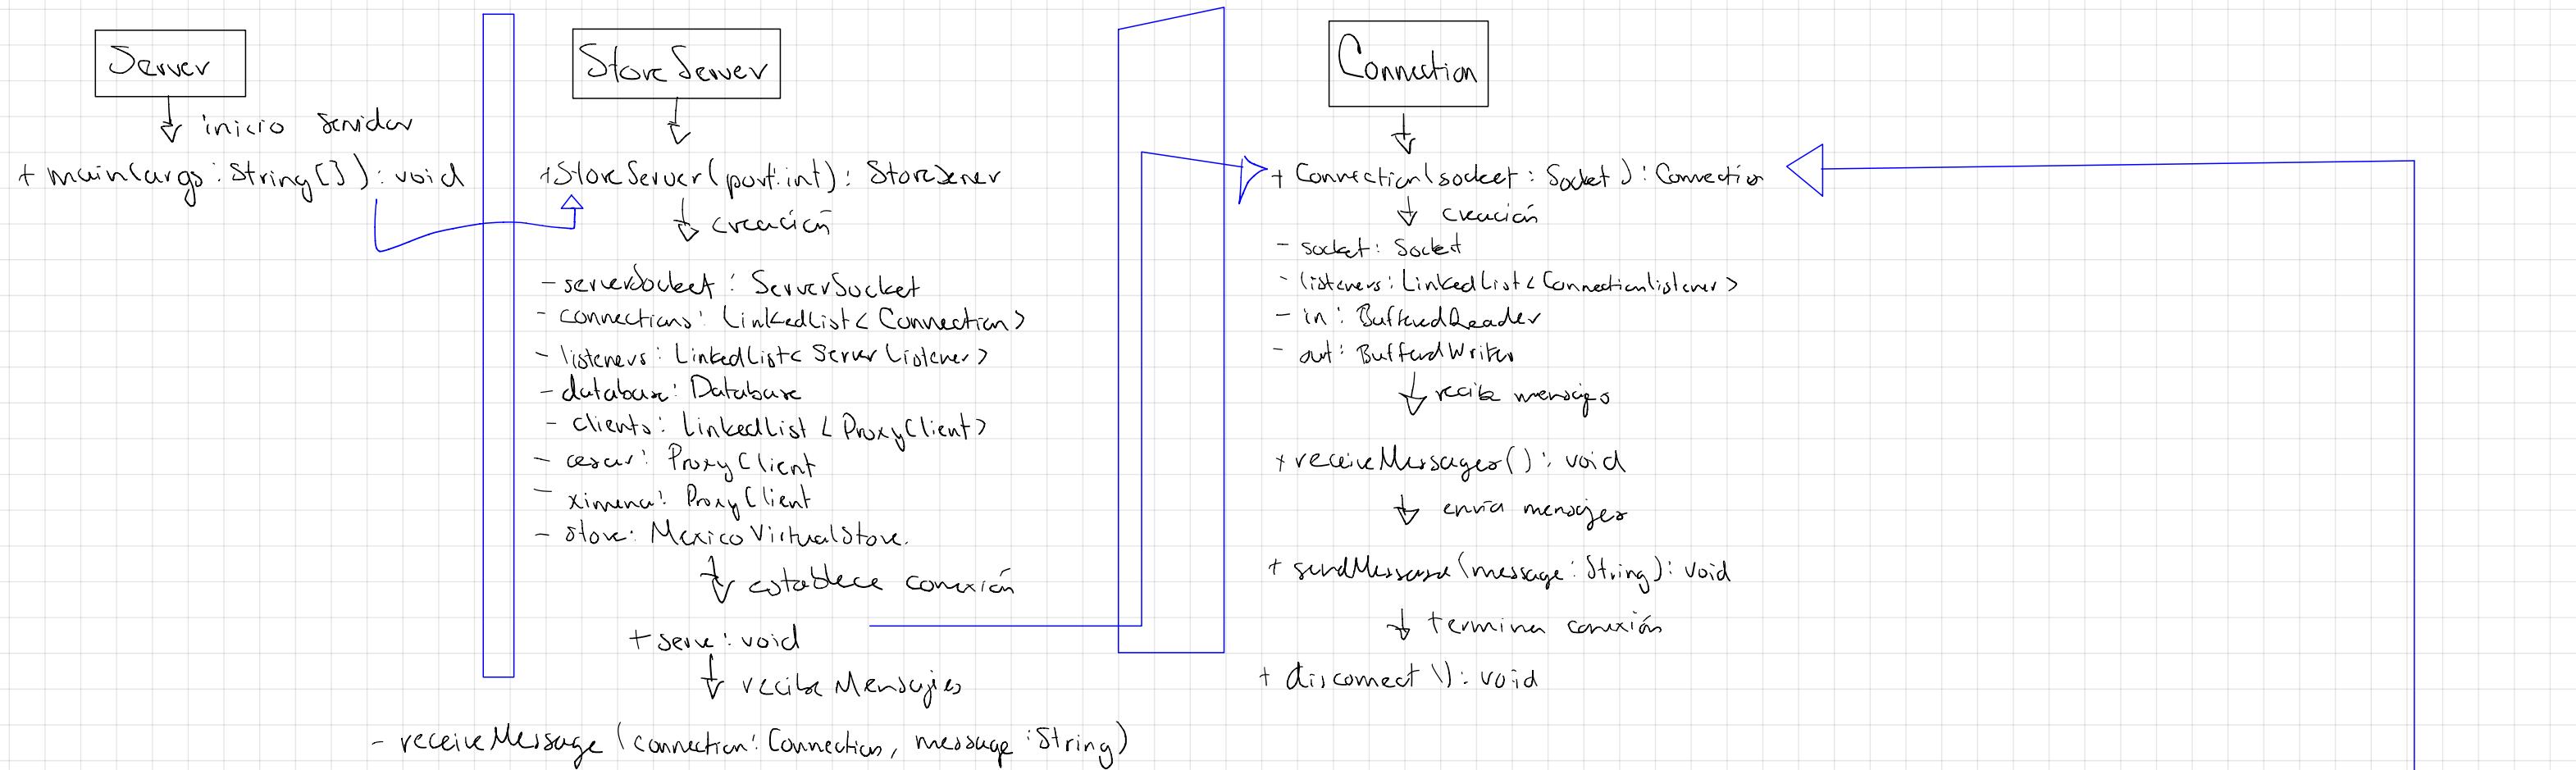 Server
inicio servidor
+ main(args: String[]): void
StoreServer
+StoreServer(port:int): StoreServer
creación
- serverSocket: ServerSocket
- connections: LinkedList<Connection>
- listeners: LinkedList<ServerListener>
- database: Database
- clients: LinkedList<ProxyClient>
- cesar: ProxyClient
- ximena: ProxyClient
- store: MexicoVirtualStore.
establece conexión
+ serve: void
recibe Mensajes
- receiveMessage (connection: Connection, message: String)
Connection
+ Connection(socket: Socket): Connection
creación
- socket: Socket
- listeners: LinkedList<ConnectionListener>
- in: BufferedReader
- out: BufferedWriter
recibe mensajes
+ receiveMessages(): void
envía mensajes
+ sendMessage(message: String): void
termina conexión
+ disconnect (): void